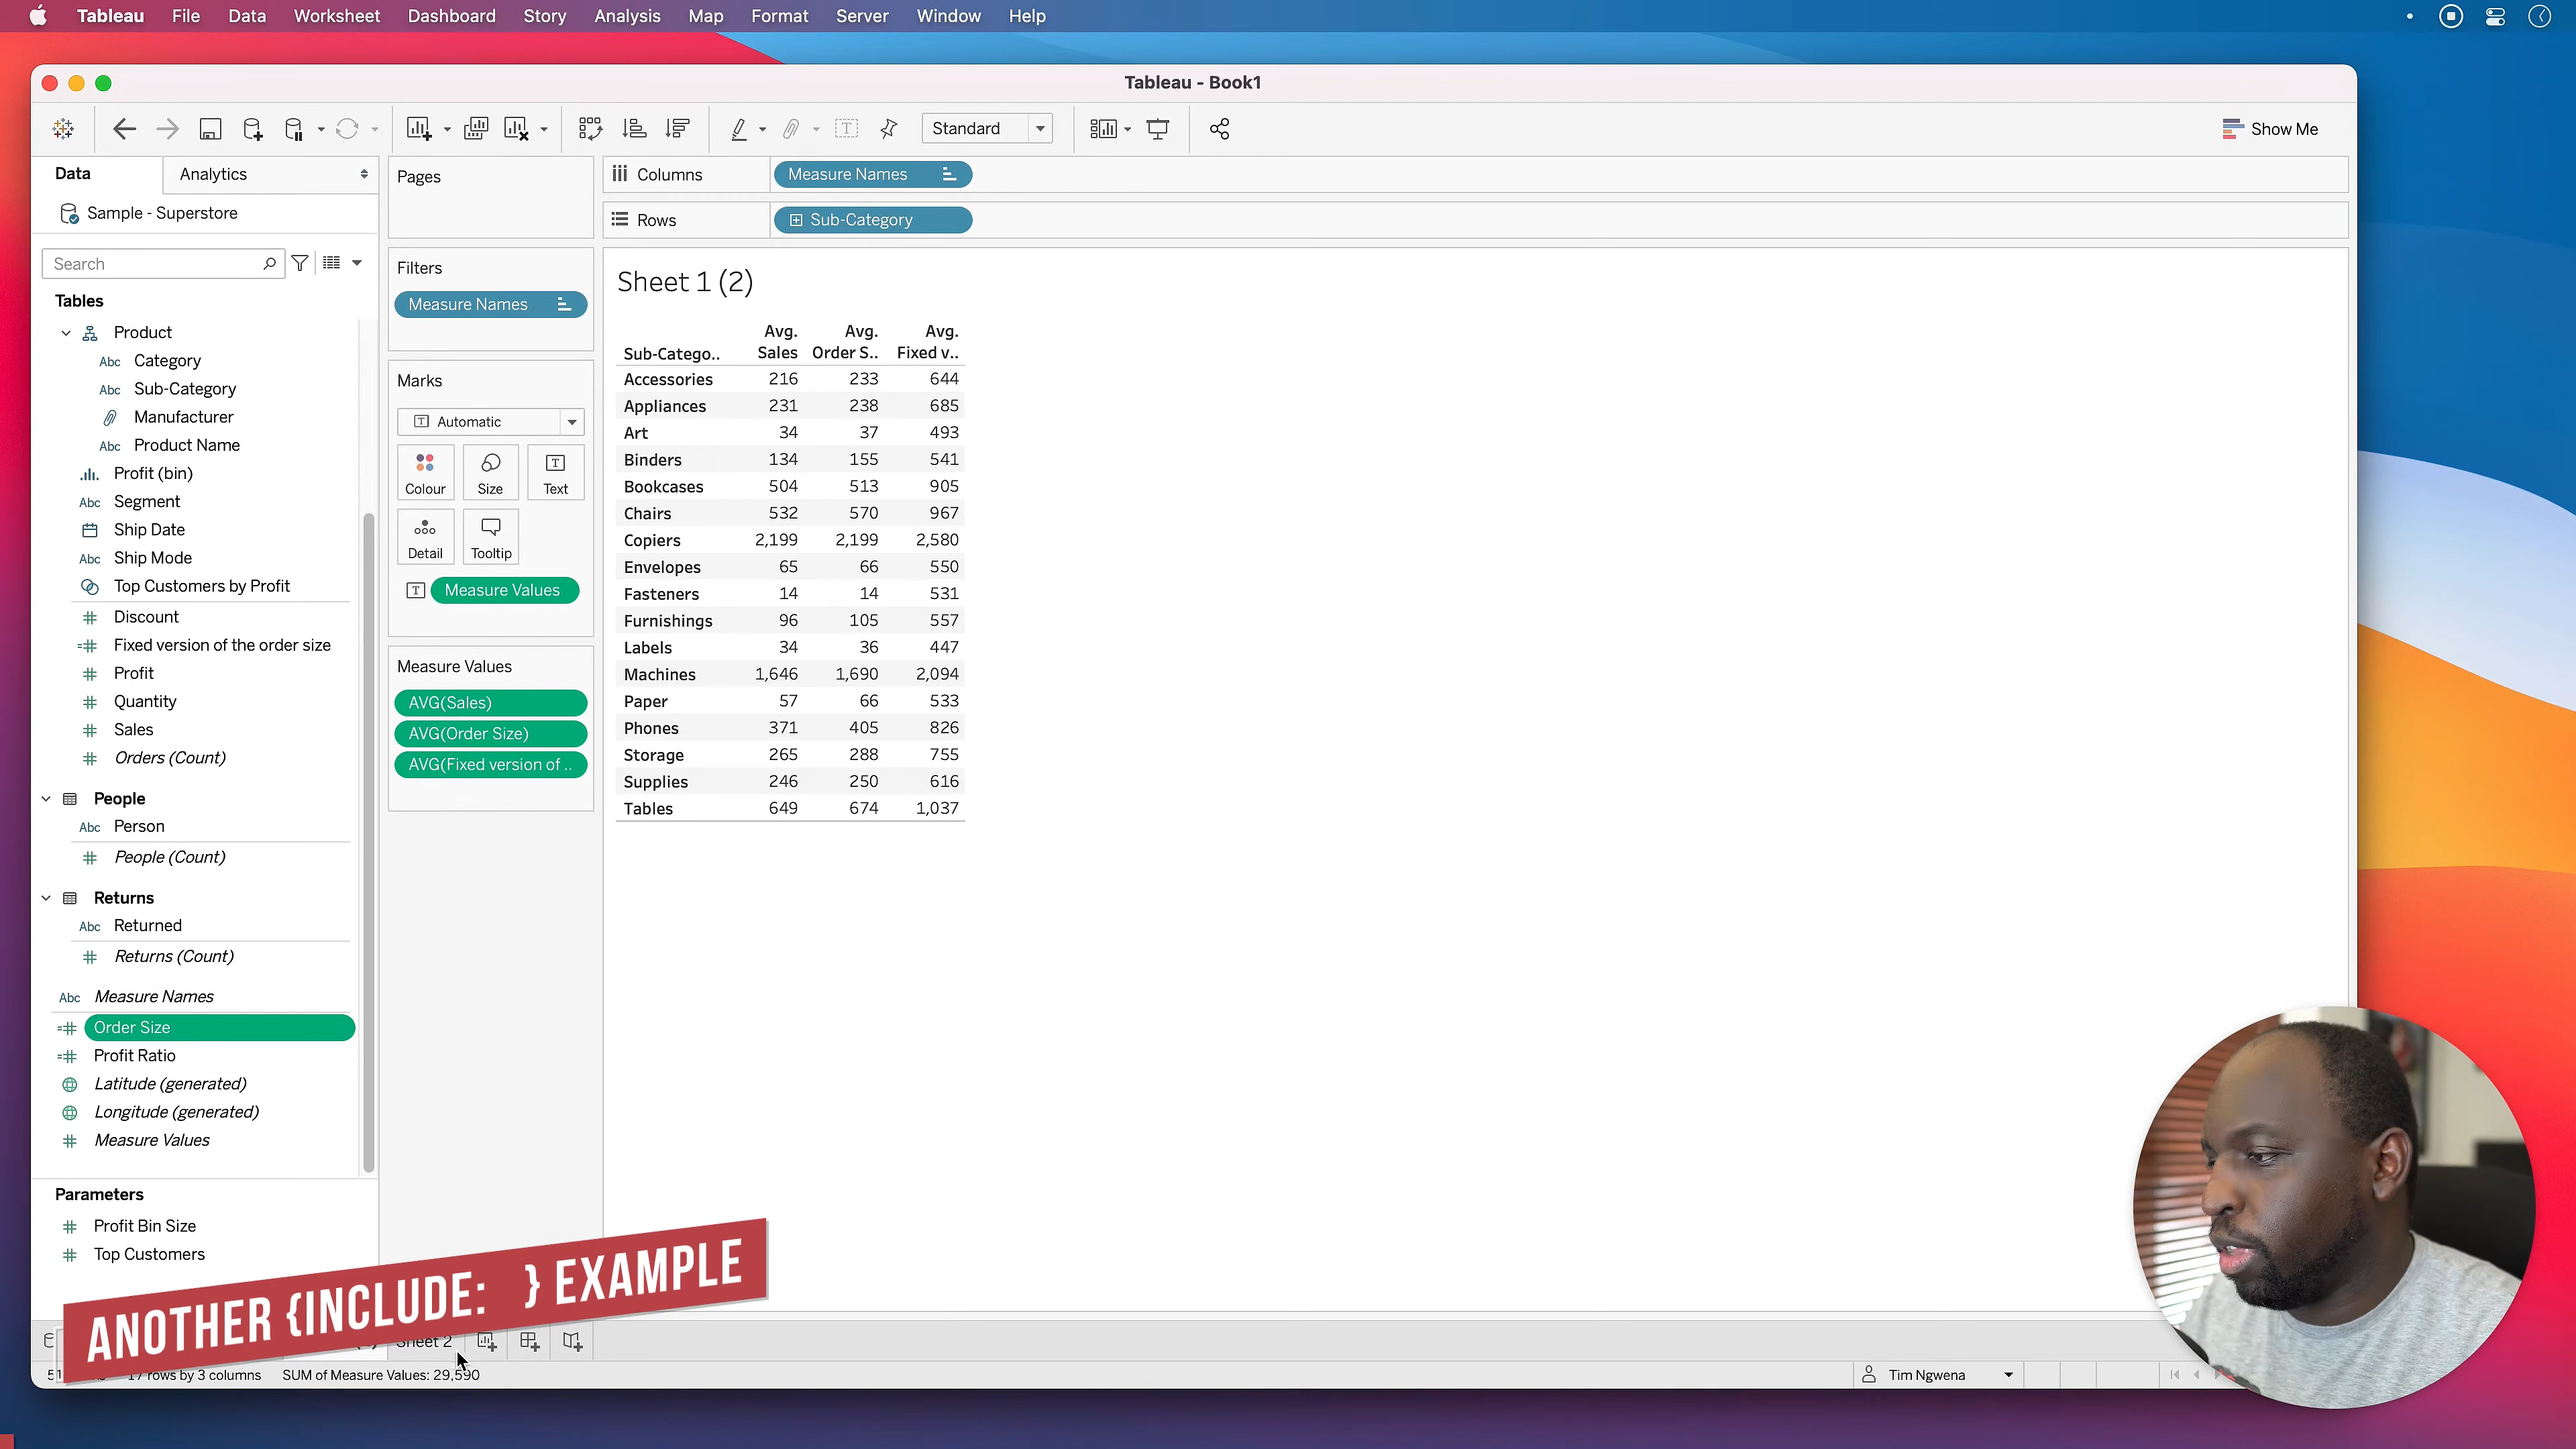 Tableau File Data Worksheet Dashboard Story Analysis Map Format Server Window Help
Tableau - Book1
Standard
Show Me
Data Analytics
Sample - Superstore
Search
Tables
Product
Abc Category
Abc Sub-Category
Manufacturer
Abc Product Name
Profit (bin)
Abc Segment
Ship Date
Abc Ship Mode
Top Customers by Profit
Discount
Fixed version of the order size
Profit
Quantity
Sales
Orders (Count)
People
Abc Person
People (Count)
Returns
Abc Returned
Returns (Count)
Abc Measure Names
Order Size
Profit Ratio
Latitude (generated)
Longitude (generated)
Measure Values
Parameters
Profit Bin Size
Top Customers
Pages
Filters
Measure Names
Marks
Automatic
Colour Size Text
Detail Tooltip
Measure Values
Measure Values
AVG(Sales)
AVG(Order Size)
AVG(Fixed version of ..
Columns Measure Names
Rows Sub-Category
Sheet 1 (2)
Avg. Avg. Avg.
Sub-Catego.. Sales Order S.. Fixed v..
Accessories 216 233 644
Appliances 231 238 685
Art 34 37 493
Binders 134 155 541
Bookcases 504 513 905
Chairs 532 570 967
Copiers 2,199 2,199 2,580
Envelopes 65 66 550
Fasteners 14 14 531
Furnishings 96 105 557
Labels 34 36 447
Machines 1,646 1,690 2,094
Paper 57 66 533
Phones 371 405 826
Storage 265 288 755
Supplies 246 250 616
Tables 649 674 1,037
ANOTHER {INCLUDE: } EXAMPLE
Sheet 2
17 rows by 3 columns SUM of Measure Values: 29,590
Tim Ngwena